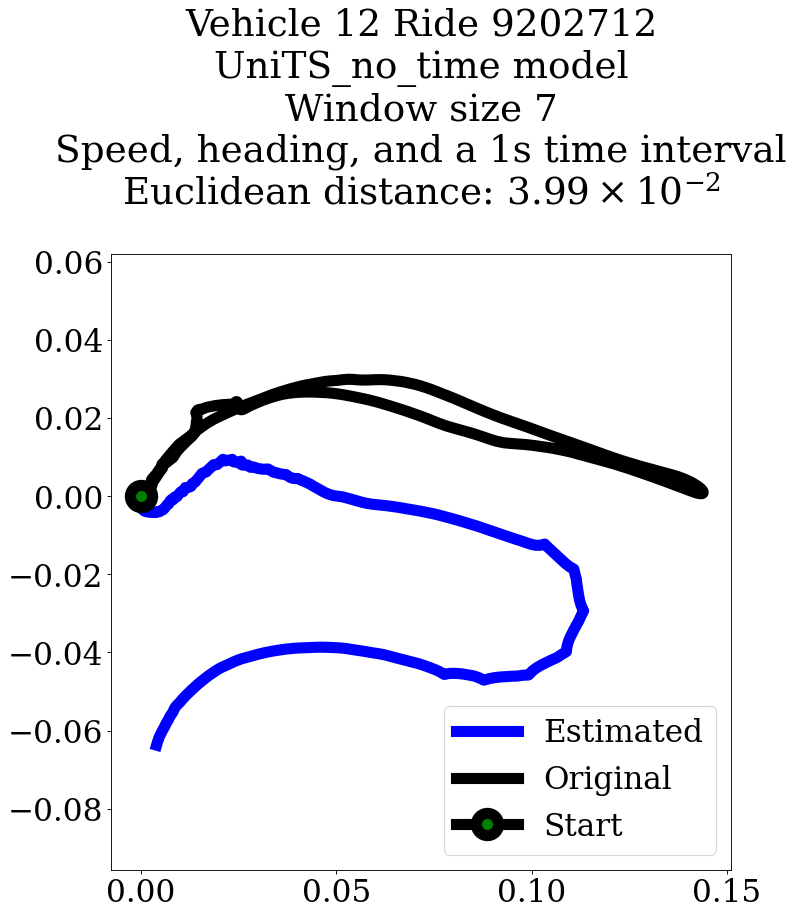 Vehicle 12 Ride 9202712
UniTS_no_time model
Window size 7
Speed, heading, and a 1s time interval
Euclidean distance: 3.99 × 10⁻²
0.06
0.04
0.02
0.00
−0.02
−0.04
−0.06
−0.08
Estimated
Original
Start
0.00 0.05 0.10 0.15